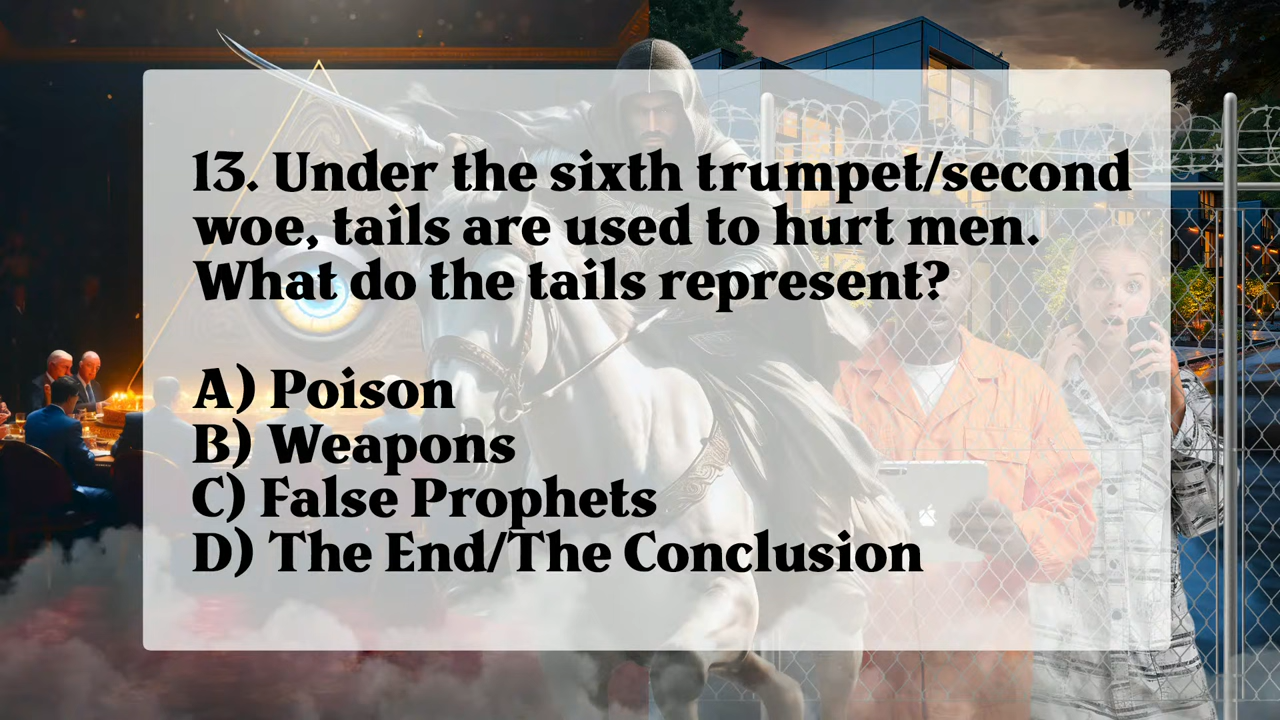 13. Under the sixth trumpet/second
woe, tails are used to hurt men.
What do the tails represent?
A) Poison
B) Weapons
C) False Prophets
D) The End/The Conclusion